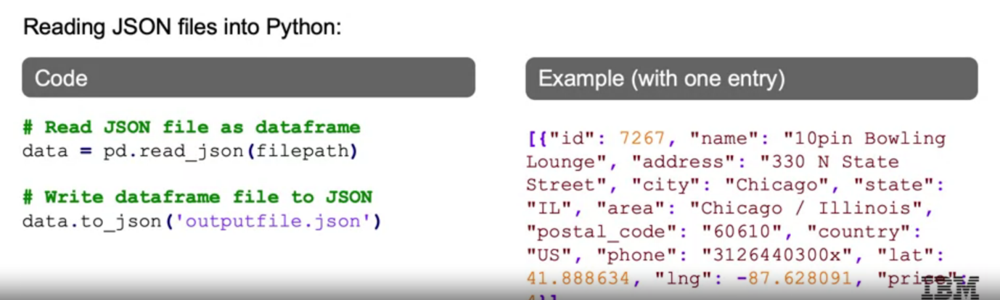 Reading JSON files into Python:
Code
# Read JSON file as dataframe
data = pd.read_json(filepath)
# Write dataframe file to JSON
data.to_json('outputfile.json')
Example (with one entry)
[{"id": 7267, "name": "10pin Bowling
Lounge", "address": "330 N State
Street", "city": "Chicago", "state":
"IL", "area": "Chicago / Illinois",
"postal_code": "60610", "country":
"US", "phone": "3126440300x", "lat":
41.888634, "lng": -87.628091, "price":
4}]
IBM